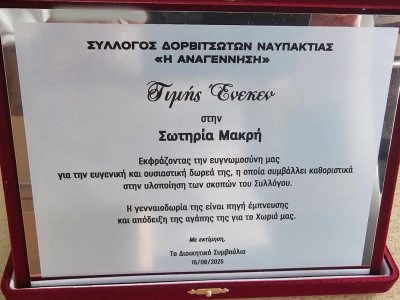 ΣΥΛΛΟΓΟΣ ΔΟΡΒΙΤΣΩΤΩΝ ΝΑΥΠΑΚΤΙΑΣ
«Η ΑΝΑΓΕΝΝΗΣΗ»
Τιμής Ένεκεν
στην
Σωτηρία Μακρή
Εκφράζοντας την ευγνωμοσύνη μας
για την ευγενική και ουσιαστική δωρεά της, η οποία συμβάλλει καθοριστικά
στην υλοποίηση των σκοπών του Συλλόγου.
Η γενναιοδωρία της είναι πηγή έμπνευσης
και απόδειξη της αγάπης της για το Χωριό μας.
Με εκτίμηση,
Το Διοικητικό Συμβούλιο
15/08/2025